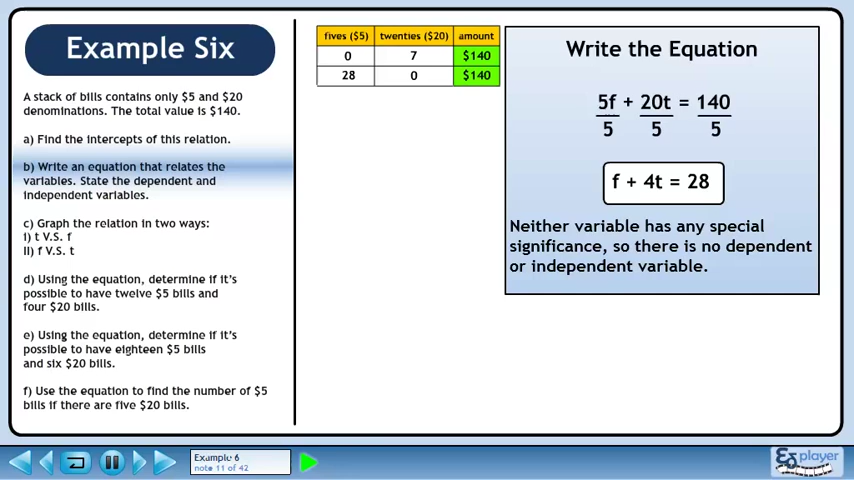 Example Six
A stack of bills contains only $5 and $20
denominations. The total value is $140.
a) Find the intercepts of this relation.
b) Write an equation that relates the
variables. State the dependent and
independent variables.
c) Graph the relation in two ways:
I) t V.S. f
II) f V.S. t
d) Using the equation, determine if it's
possible to have twelve $5 bills and
four $20 bills.
e) Using the equation, determine if it's
possible to have eighteen $5 bills
and six $20 bills.
f) Use the equation to find the number of $5
bills if there are five $20 bills.
fives ($5) twenties ($20) amount
0 7 $140
28 0 $140
Write the Equation
5f + 20t = 140
5 5 5
f + 4t = 28
Neither variable has any special
significance, so there is no dependent
or independent variable.
Example 6
note 11 of 42
player